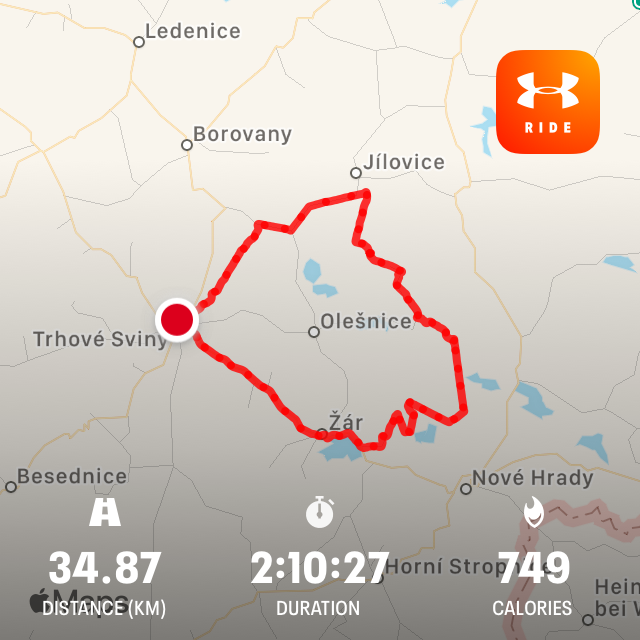 Ledenice
RIDE
Borovany
Jílovice
Olešnice
Trhové Sviny
Žár
Besednice
Nové Hrady
34.87
2:10:27
749
Horní Strop
Hein
bei W
Maps
DISTANCE (KM)
DURATION
CALORIES